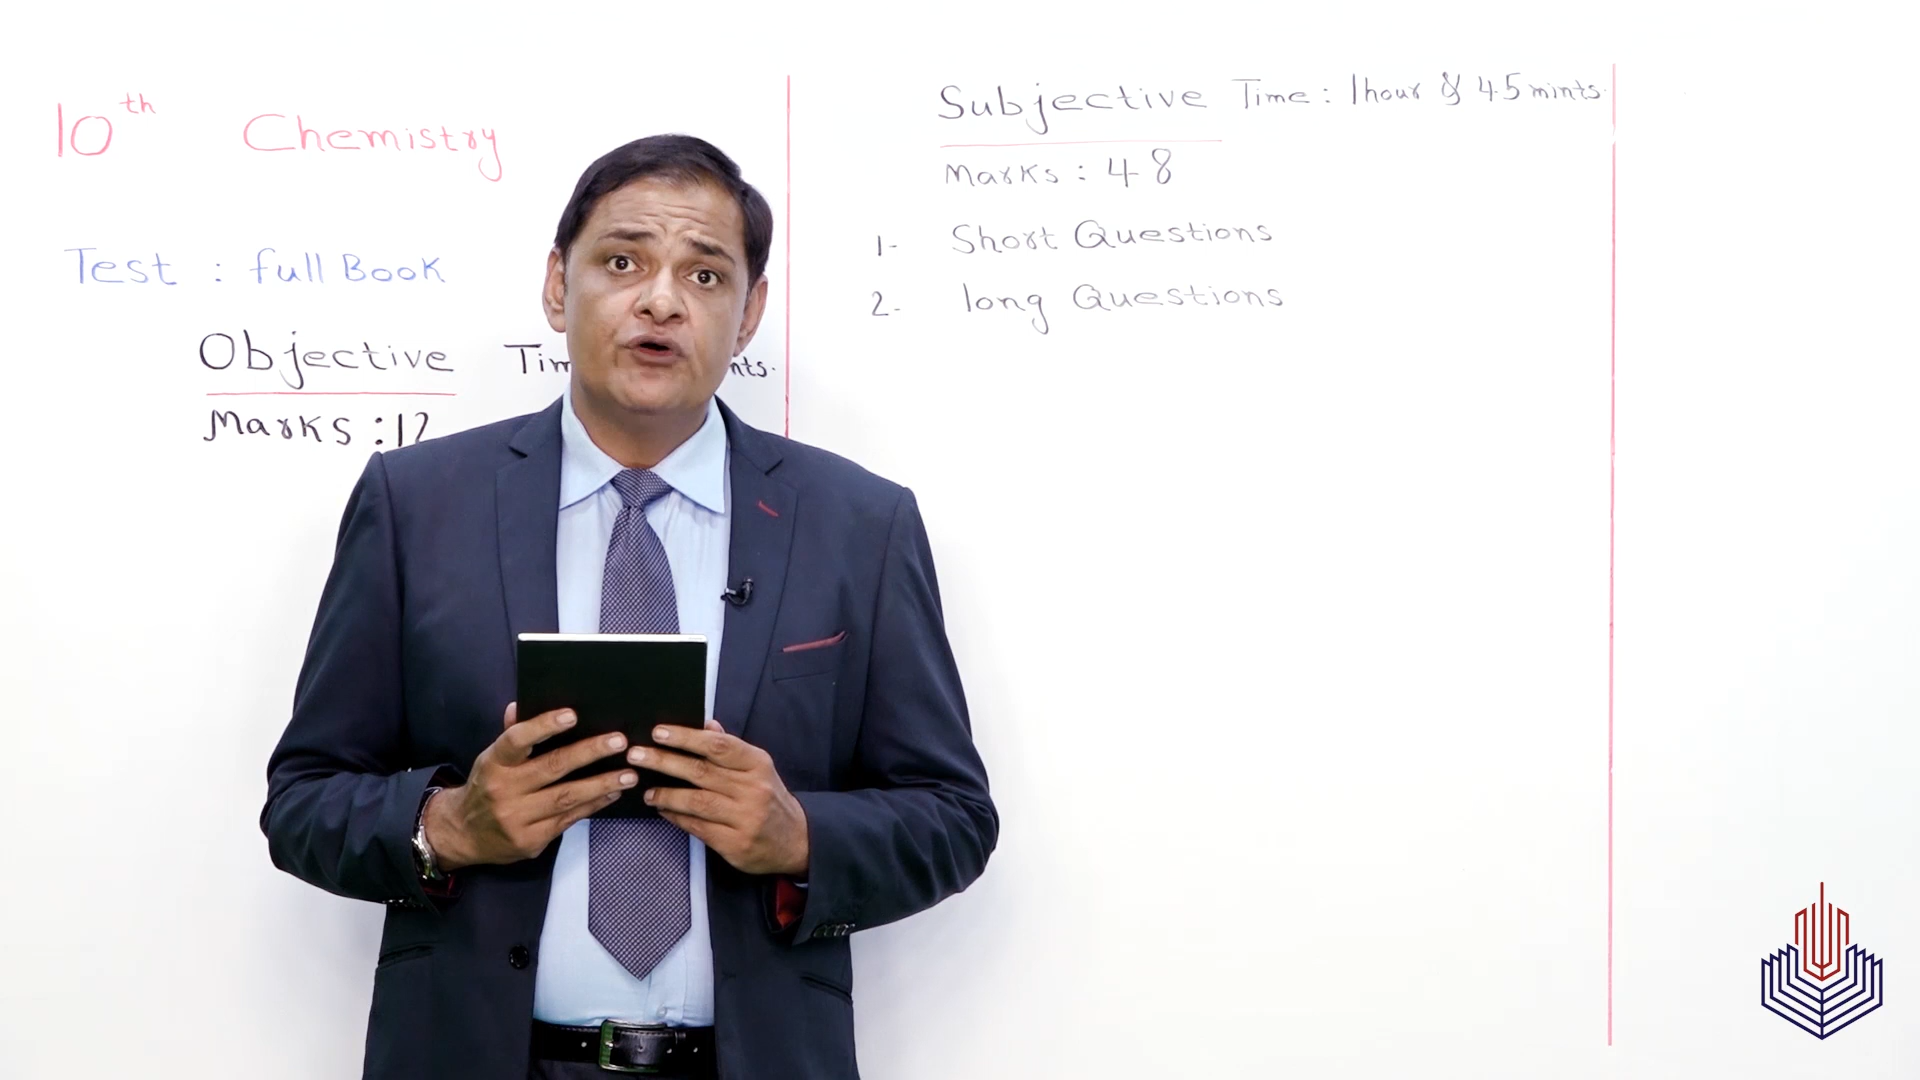 10th Chemistry
Test : full Book
Objective
Marks : 12
Subjective Time : 1hour & 45 mints.
Marks : 48
1- Short Questions
2- long Questions